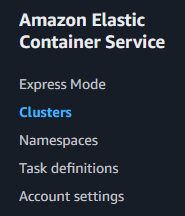 Amazon Elastic
Container Service
Express Mode
Clusters
Namespaces
Task definitions
Account settings